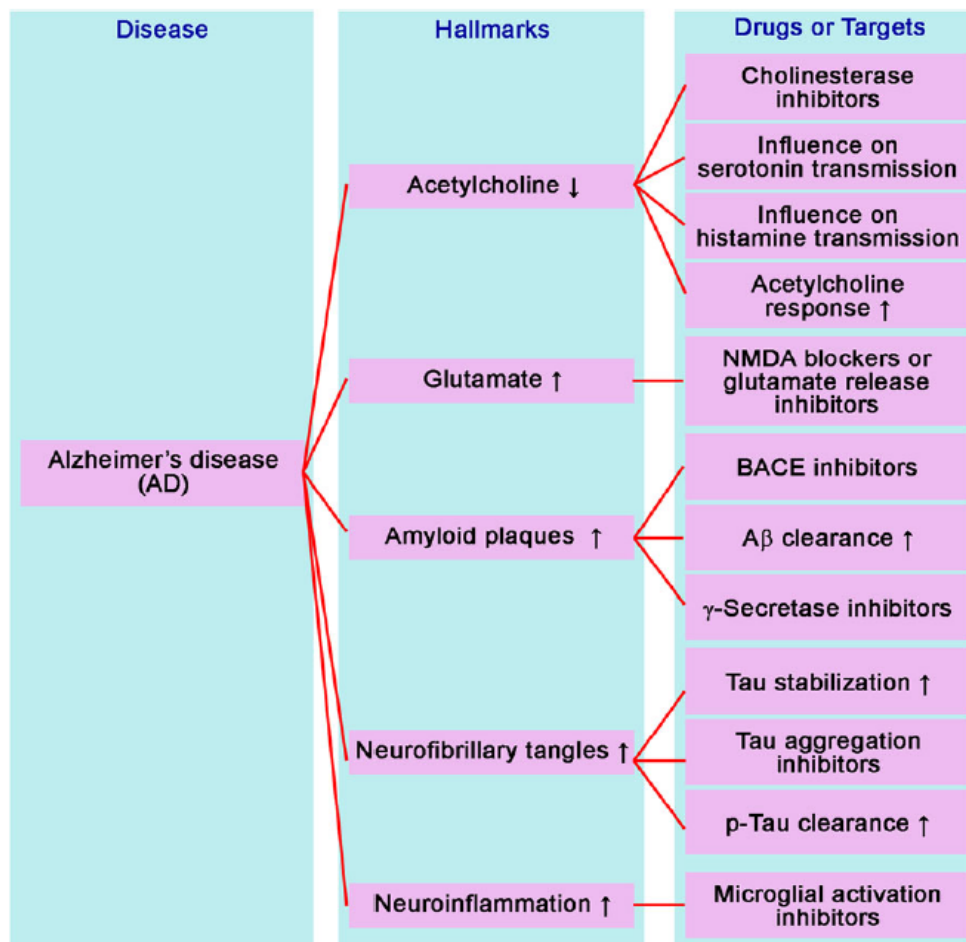 Disease
Hallmarks
Drugs or Targets
Alzheimer's disease
(AD)
Acetylcholine ↓
Glutamate ↑
Amyloid plaques ↑
Neurofibrillary tangles ↑
Neuroinflammation ↑
Cholinesterase
inhibitors
Influence on
serotonin transmission
Influence on
histamine transmission
Acetylcholine
response ↑
NMDA blockers or
glutamate release
inhibitors
BACE inhibitors
Aβ clearance ↑
γ-Secretase inhibitors
Tau stabilization ↑
Tau aggregation
inhibitors
p-Tau clearance ↑
Microglial activation
inhibitors